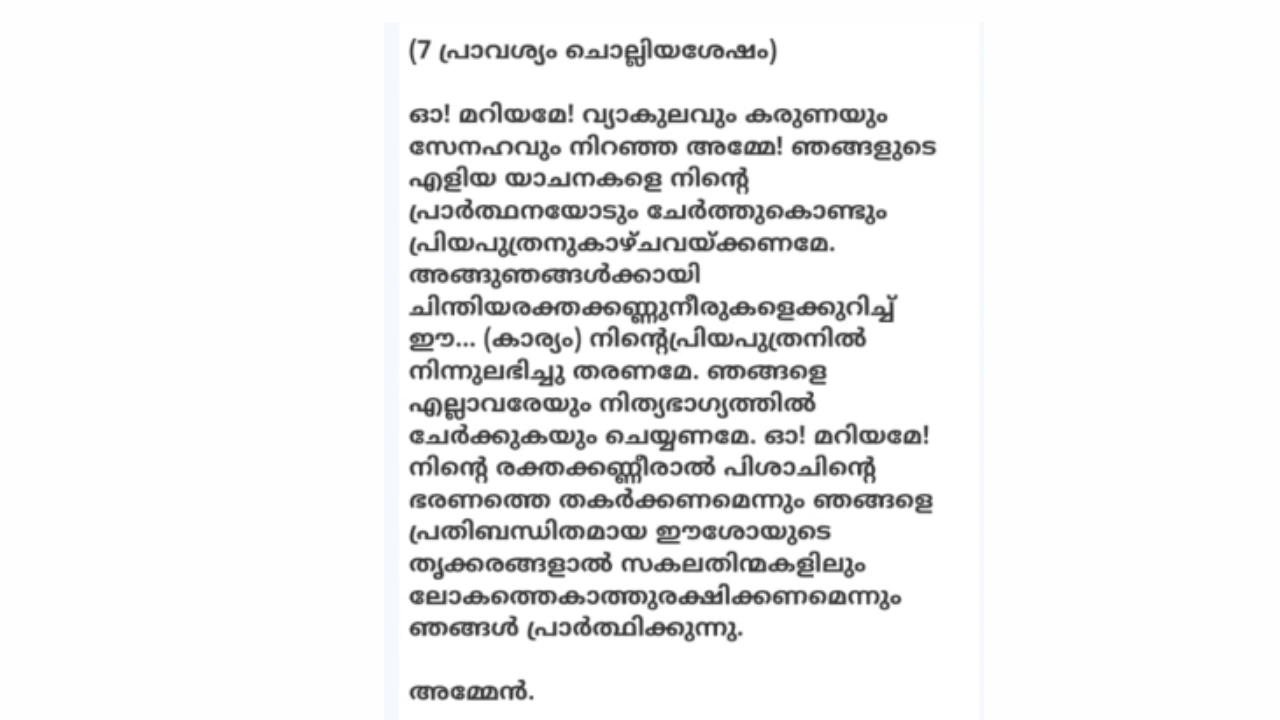 (7 പ്രാവശ്യം ചൊല്ലിയശേഷം)
ഓ! മറിയമേ! വ്യാകുലവും കരുണയും
സേനഹവും നിറഞ്ഞ അമ്മേ! ഞങ്ങളുടെ
എളിയ യാചനകളെ നിന്റെ
പ്രാർത്ഥനയോടും ചേർത്തുകൊണ്ടും
പ്രിയപുത്രനുകാഴ്ചവയ്ക്കണമേ.
അങ്ങുഞങ്ങൾക്കായി
ചിന്തിയരക്തക്കണ്ണുനീരുകളെക്കുറിച്ച്
ഈ... (കാര്യം) നിന്റെപ്രിയപുത്രനിൽ
നിന്നുലഭിച്ചു തരണമേ. ഞങ്ങളെ
എല്ലാവരേയും നിത്യഭാഗ്യത്തിൽ
ചേർക്കുകയും ചെയ്യണമേ. ഓ! മറിയമേ!
നിന്റെ രക്തക്കണ്ണീരാൽ പിശാചിന്റെ
ഭരണത്തെ തകർക്കണമെന്നും ഞങ്ങളെ
പ്രതിബന്ധിതമായ ഈശോയുടെ
തൃക്കരങ്ങളാൽ സകലതിന്മകളിലും
ലോകത്തെകാത്തുരക്ഷിക്കണമെന്നും
ഞങ്ങൾ പ്രാർത്ഥിക്കുന്നു.
അമ്മേൻ.